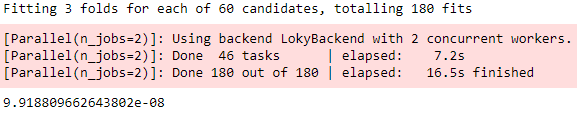 Fitting 3 folds for each of 60 candidates, totalling 180 fits
[Parallel(n_jobs=2)]: Using backend LokyBackend with 2 concurrent workers.
[Parallel(n_jobs=2)]: Done  46 tasks      | elapsed:    7.2s
[Parallel(n_jobs=2)]: Done 180 out of 180 | elapsed:   16.5s finished
9.918809662643802e-08